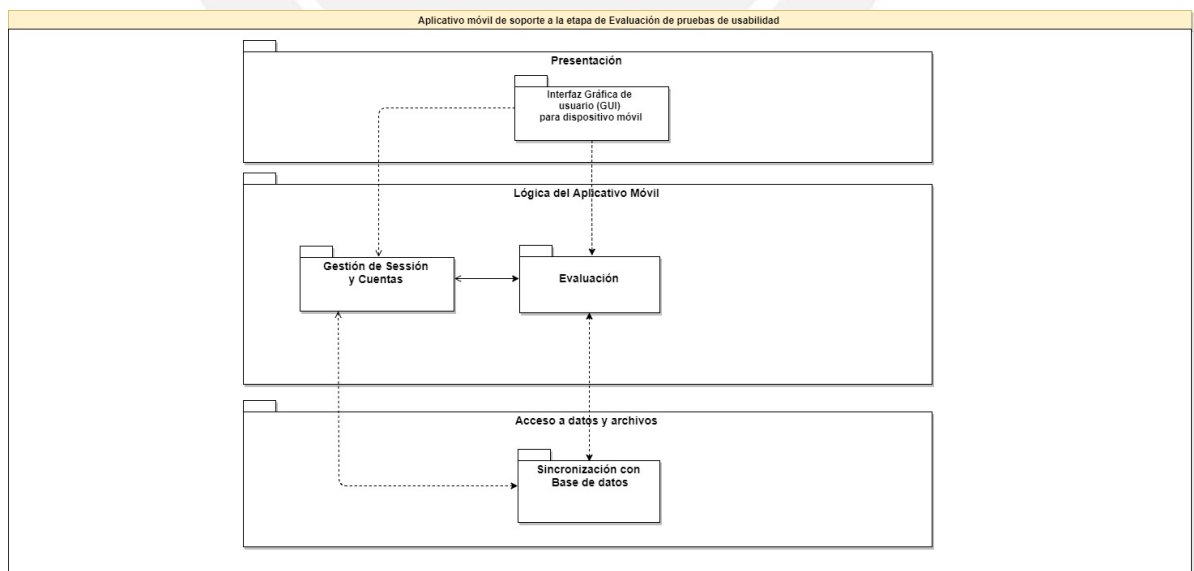 Aplicativo móvil de soporte a la etapa de Evaluación de pruebas de usabilidad
Presentación
Interfaz Gráfica de
usuario (GUI)
para dispositivo móvil
Lógica del Aplicativo Móvil
Gestión de Sessión
y Cuentas
Evaluación
Acceso a datos y archivos
Sincronización con
Base de datos